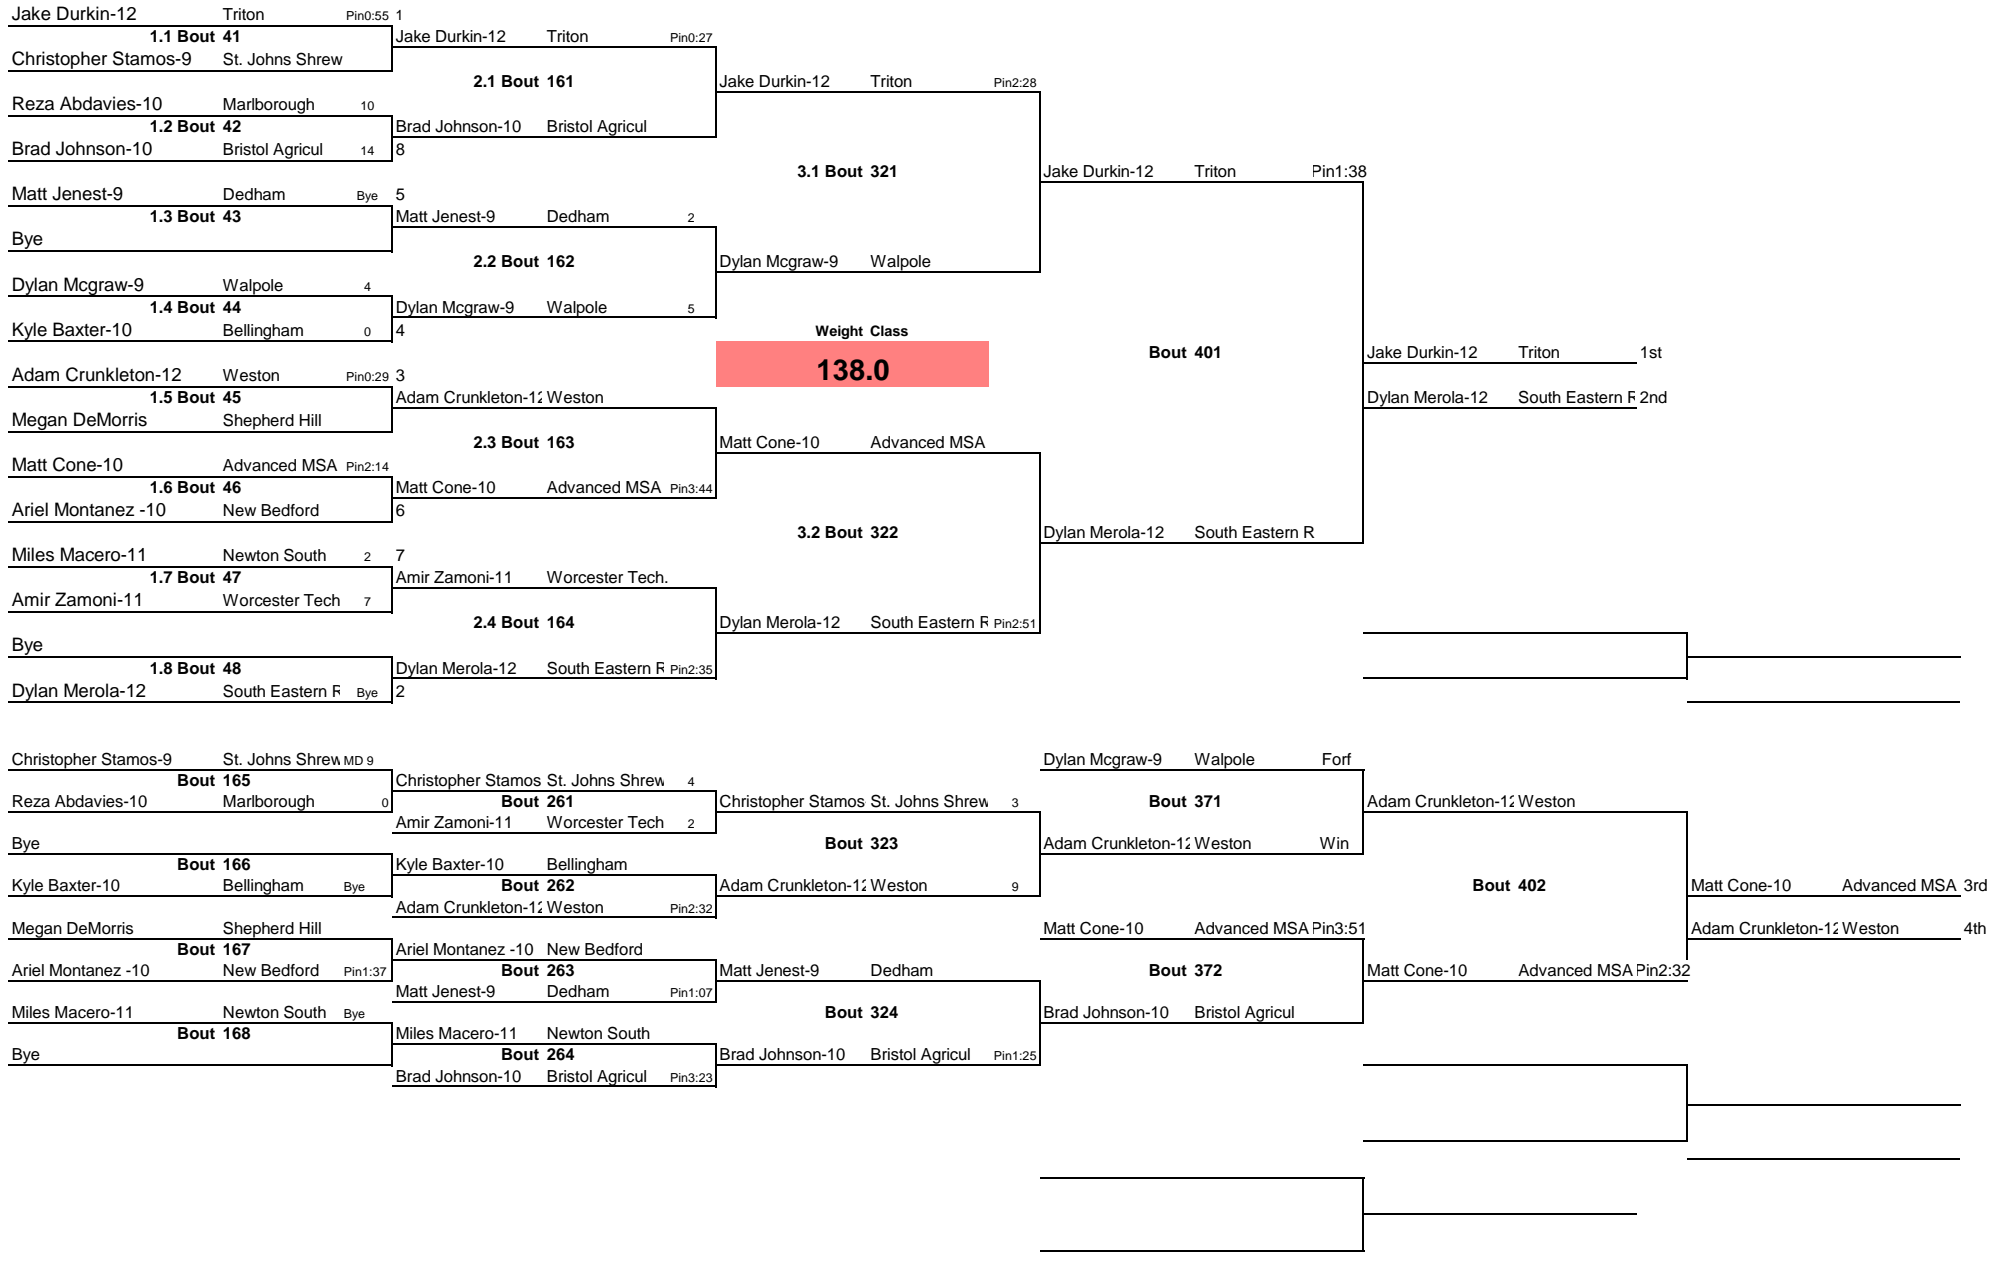 Jake Durkin-12 Triton Pin0:55 1
1.1 Bout 41 Jake Durkin-12 Triton Pin0:27
Christopher Stamos-9 St. Johns Shrew
2.1 Bout 161 Jake Durkin-12 Triton Pin2:28
Reza Abdavies-10 Marlborough 10
1.2 Bout 42 Brad Johnson-10 Bristol Agricul
Brad Johnson-10 Bristol Agricul 14 8
3.1 Bout 321 Jake Durkin-12 Triton Pin1:38
Matt Jenest-9 Dedham Bye 5
1.3 Bout 43 Matt Jenest-9 Dedham 2
Bye
2.2 Bout 162 Dylan Mcgraw-9 Walpole
Dylan Mcgraw-9 Walpole 4
1.4 Bout 44 Dylan Mcgraw-9 Walpole 5
Kyle Baxter-10 Bellingham 0 4 Weight Class
Bout 401 Jake Durkin-12 Triton 1st
Adam Crunkleton-12 Weston Pin0:29 3 138.0
1.5 Bout 45 Adam Crunkleton-12 Weston Dylan Merola-12 South Eastern R 2nd
Megan DeMorris Shepherd Hill
2.3 Bout 163 Matt Cone-10 Advanced MSA
Matt Cone-10 Advanced MSA Pin2:14
1.6 Bout 46 Matt Cone-10 Advanced MSA Pin3:44
Ariel Montanez -10 New Bedford 6
3.2 Bout 322 Dylan Merola-12 South Eastern R
Miles Macero-11 Newton South 2 7
1.7 Bout 47 Amir Zamoni-11 Worcester Tech.
Amir Zamoni-11 Worcester Tech 7
2.4 Bout 164 Dylan Merola-12 South Eastern R Pin2:51
Bye
1.8 Bout 48 Dylan Merola-12 South Eastern R Pin2:35
Dylan Merola-12 South Eastern R Bye 2
Christopher Stamos-9 St. Johns Shrew MD 9 Dylan Mcgraw-9 Walpole Forf
Bout 165 Christopher Stamos St. Johns Shrew 4
Reza Abdavies-10 Marlborough 0 Bout 261 Christopher Stamos St. Johns Shrew 3 Bout 371 Adam Crunkleton-12 Weston
Amir Zamoni-11 Worcester Tech 2
Bye Bout 323 Adam Crunkleton-12 Weston Win
Bout 166 Kyle Baxter-10 Bellingham
Kyle Baxter-10 Bellingham Bye Bout 262 Adam Crunkleton-12 Weston 9 Bout 402 Matt Cone-10 Advanced MSA 3rd
Adam Crunkleton-12 Weston Pin2:32
Megan DeMorris Shepherd Hill Matt Cone-10 Advanced MSA Pin3:51 Adam Crunkleton-12 Weston 4th
Bout 167 Ariel Montanez -10 New Bedford
Ariel Montanez -10 New Bedford Pin1:37 Bout 263 Matt Jenest-9 Dedham Bout 372 Matt Cone-10 Advanced MSA Pin2:32
Matt Jenest-9 Dedham Pin1:07
Miles Macero-11 Newton South Bye Bout 324 Brad Johnson-10 Bristol Agricul
Bout 168 Miles Macero-11 Newton South
Bye Bout 264 Brad Johnson-10 Bristol Agricul Pin1:25
Brad Johnson-10 Bristol Agricul Pin3:23